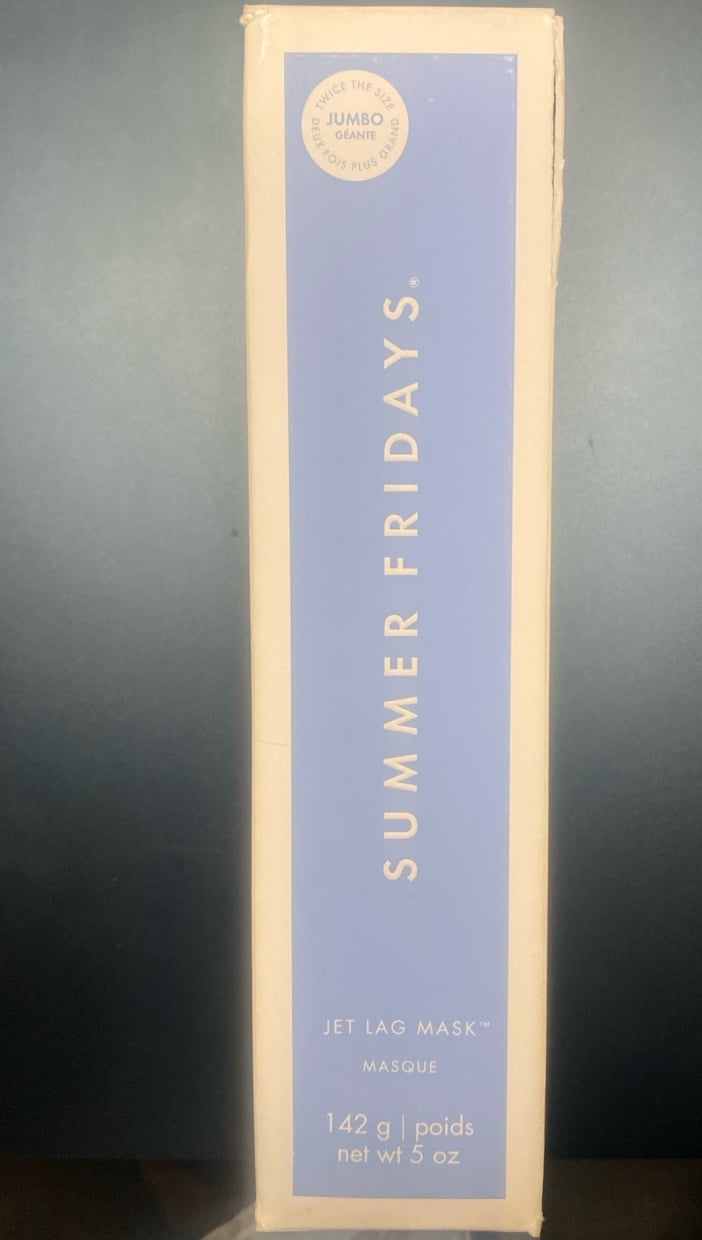 TWICE THE SIZE
JUMBO
GÉANTE
DEUX FOIS PLUS GRAND
SUMMER FRIDAYS®
JET LAG MASK™
MASQUE
142 g | poids
net wt 5 oz